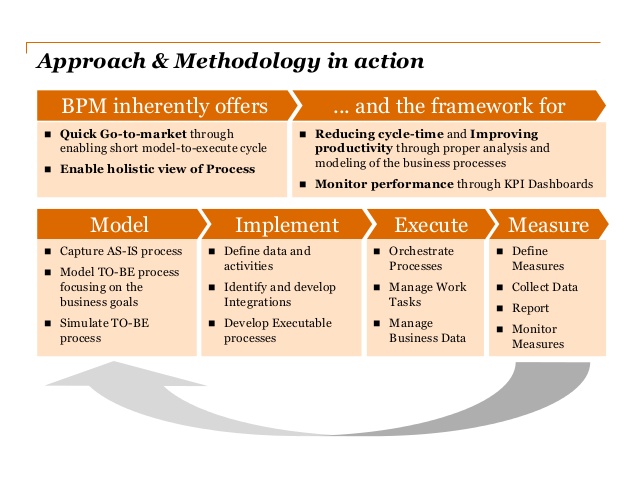 Approach & Methodology in action
BPM inherently offers
■ Quick Go-to-market through
enabling short model-to-execute cycle
■ Enable holistic view of Process
... and the framework for
■ Reducing cycle-time and Improving
productivity through proper analysis and
modeling of the business processes
■ Monitor performance through KPI Dashboards
Model
■ Capture AS-IS process
■ Model TO-BE process
focusing on the
business goals
■ Simulate TO-BE
process
Implement
■ Define data and
activities
■ Identify and develop
Integrations
■ Develop Executable
processes
Execute
■ Orchestrate
Processes
■ Manage Work
Tasks
■ Manage
Business Data
Measure
■ Define
Measures
■ Collect Data
■ Report
■ Monitor
Measures